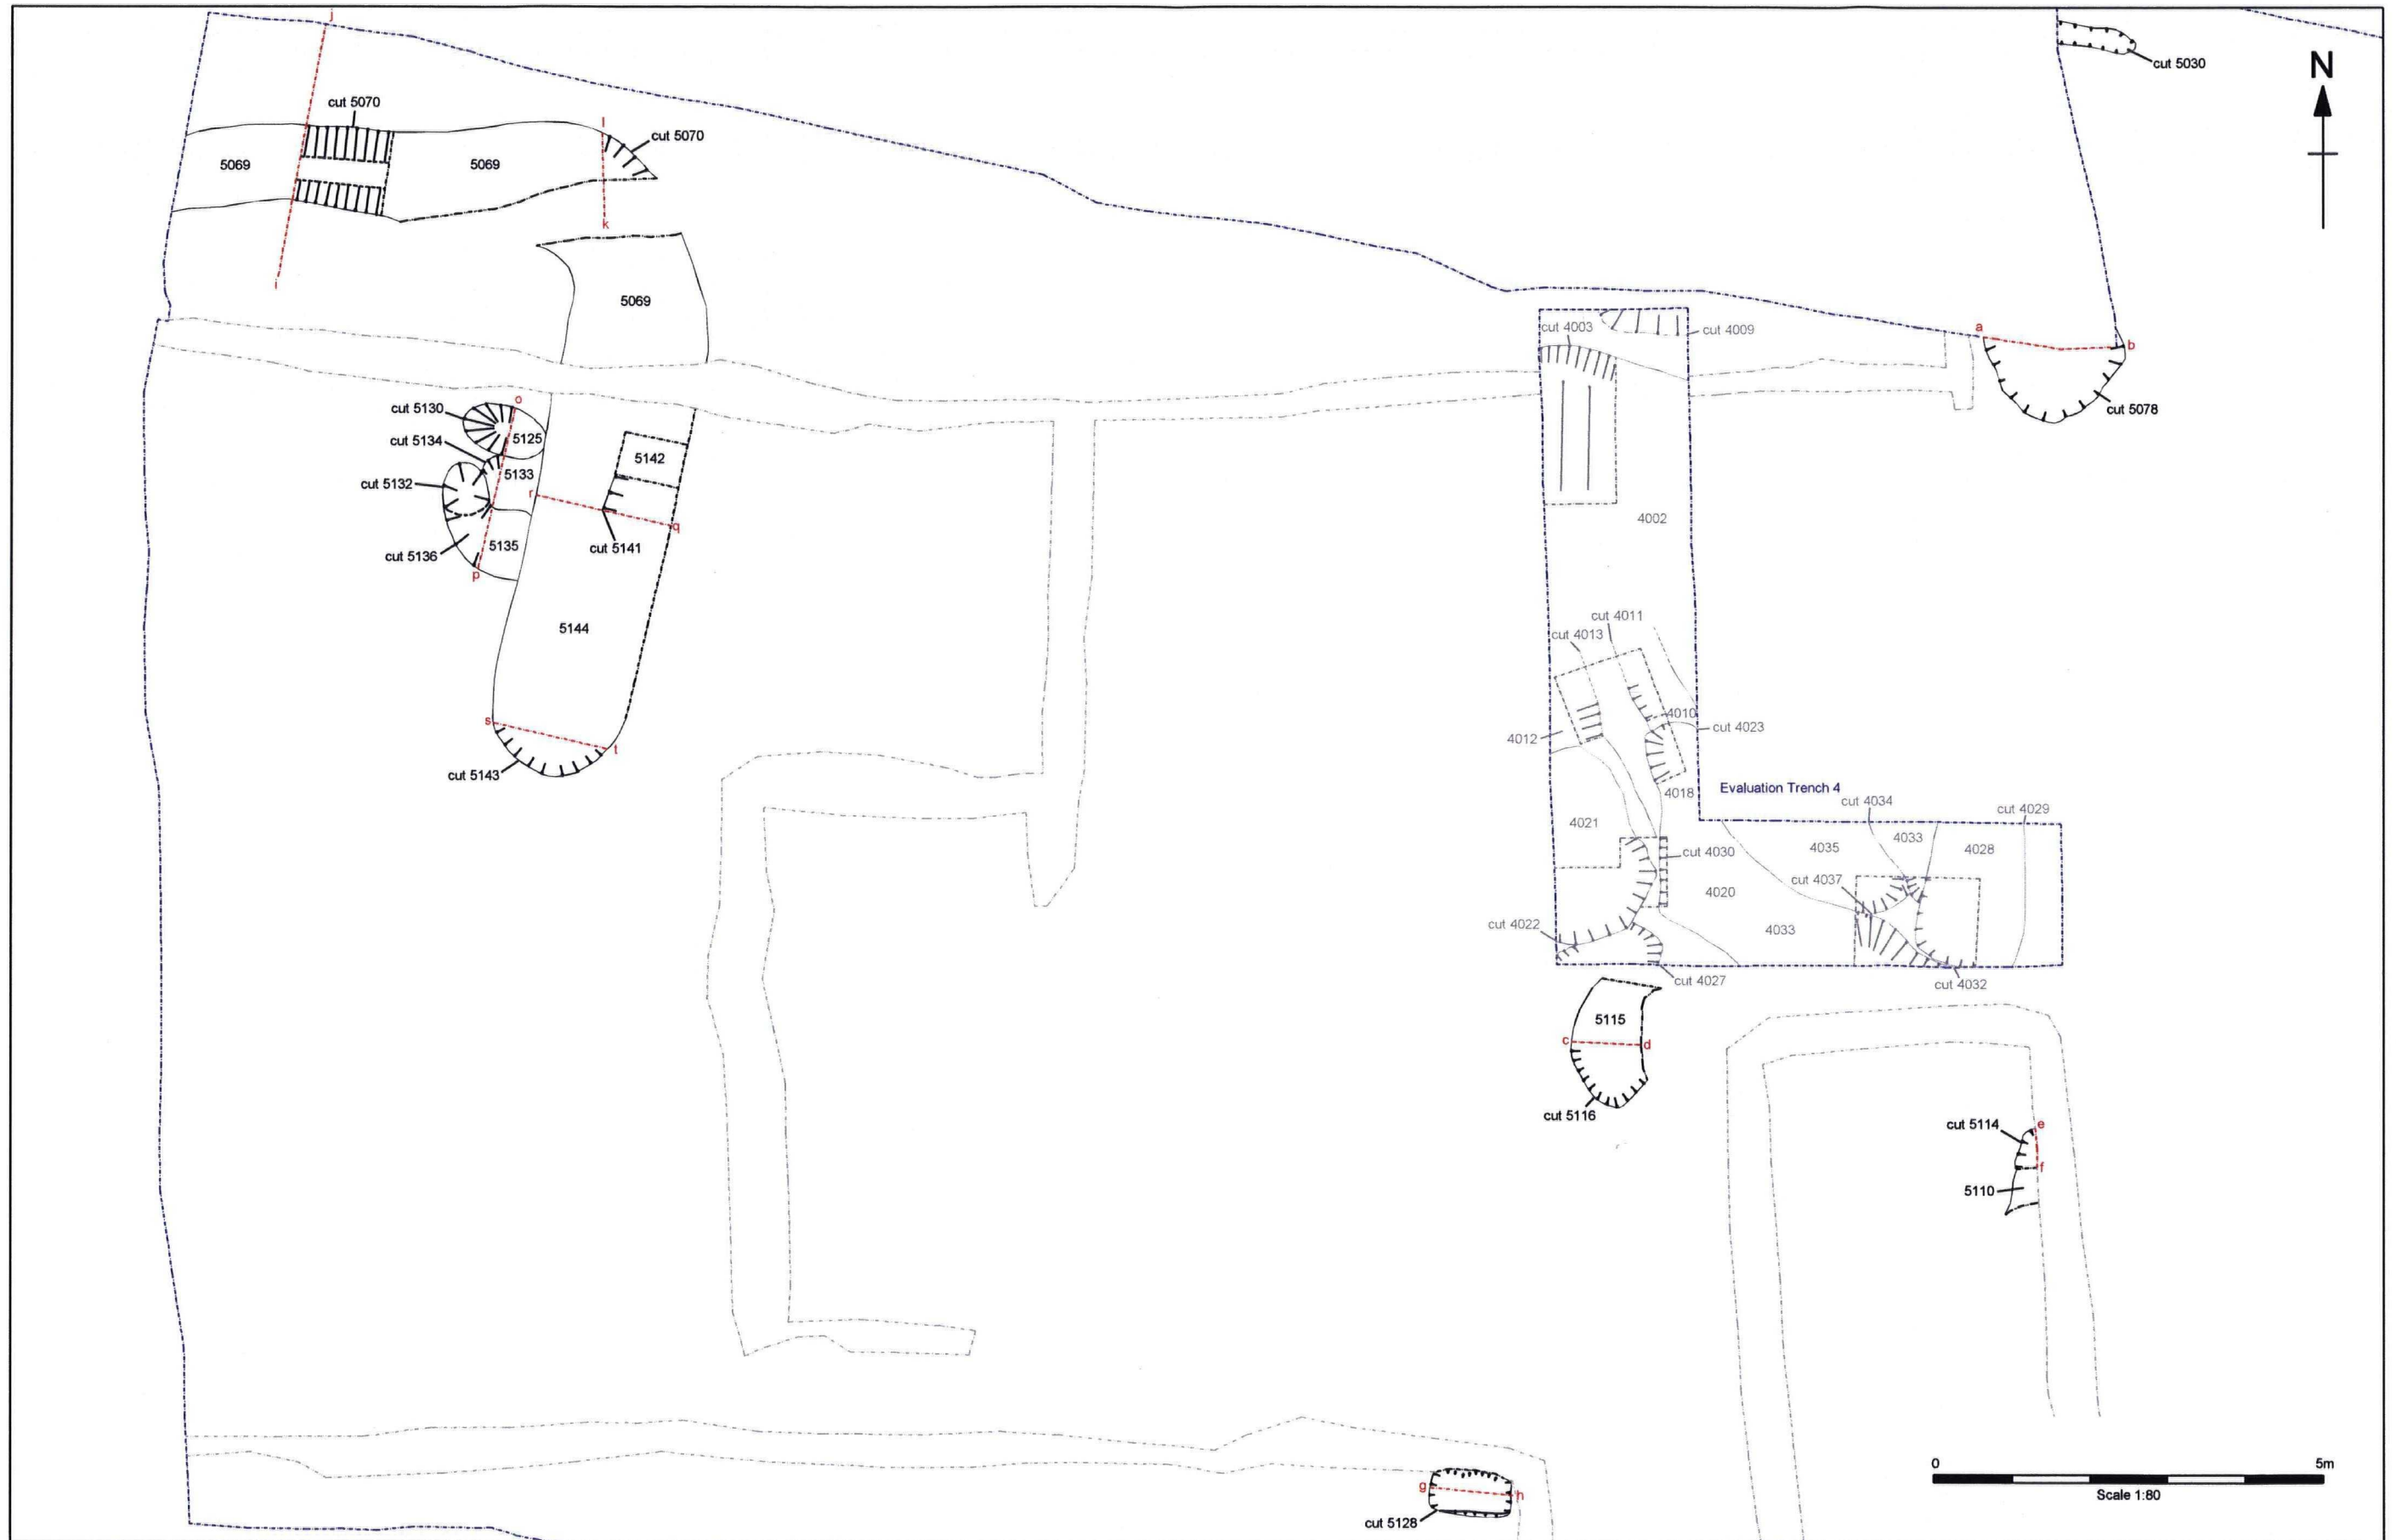 j
cut 5030
N
cut 5070
l
cut 5070
5069
5069
k
i
5069
a
b
cut 4003
cut 4009
cut 5078
o
cut 5130
5125
cut 5134
5142
5133
cut 5132
r
q
4002
5135
cut 5141
cut 5136
p
5144
cut 4011
cut 4013
4010
s
cut 4023
4012
t
cut 5143
Evaluation Trench 4
4018
cut 4034
cut 4029
4021
4033
4035
4028
cut 4030
cut 4037
4020
cut 4022
4033
cut 4027
cut 4032
5115
c
d
cut 5116
cut 5114
e
f
5110
0
5m
g
h
Scale 1:80
cut 5128